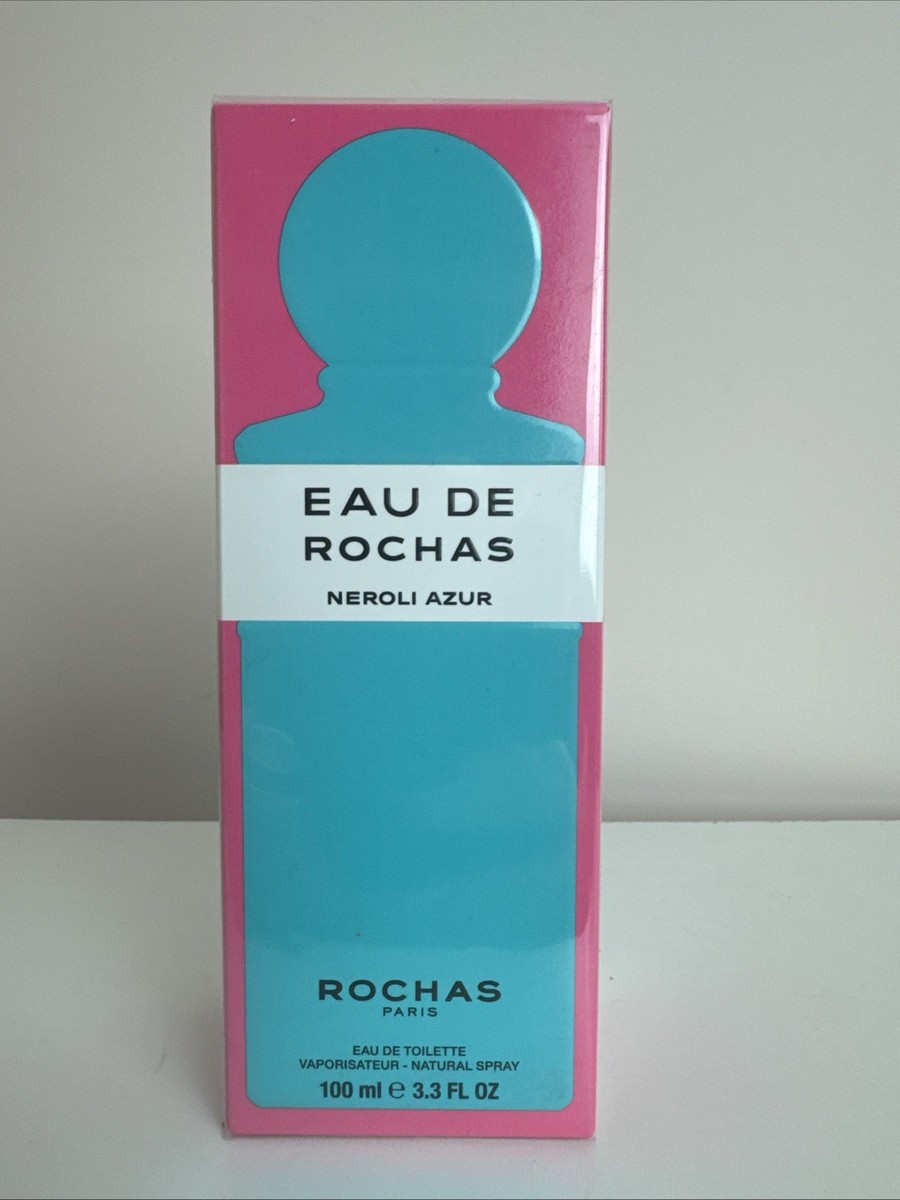 EAU DE
ROCHAS
NEROLI AZUR
ROCHAS
PARIS
EAU DE TOILETTE
VAPORISATEUR - NATURAL SPRAY
100 ml ℮ 3.3 FL OZ